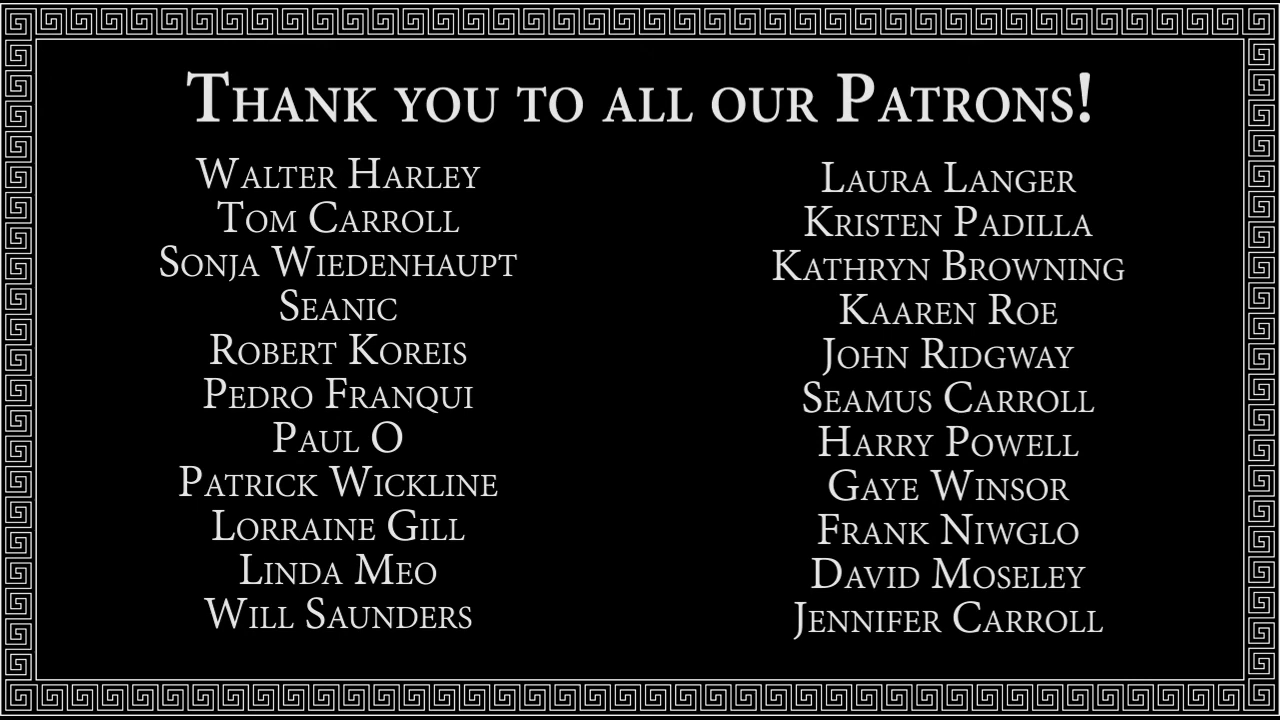 Thank you to all our Patrons!
Walter Harley
Tom Carroll
Sonja Wiedenhaupt
Seanic
Robert Koreis
Pedro Franqui
Paul O
Patrick Wickline
Lorraine Gill
Linda Meo
Will Saunders
Laura Langer
Kristen Padilla
Kathryn Browning
Kaaren Roe
John Ridgway
Seamus Carroll
Harry Powell
Gaye Winsor
Frank Niwglo
David Moseley
Jennifer Carroll